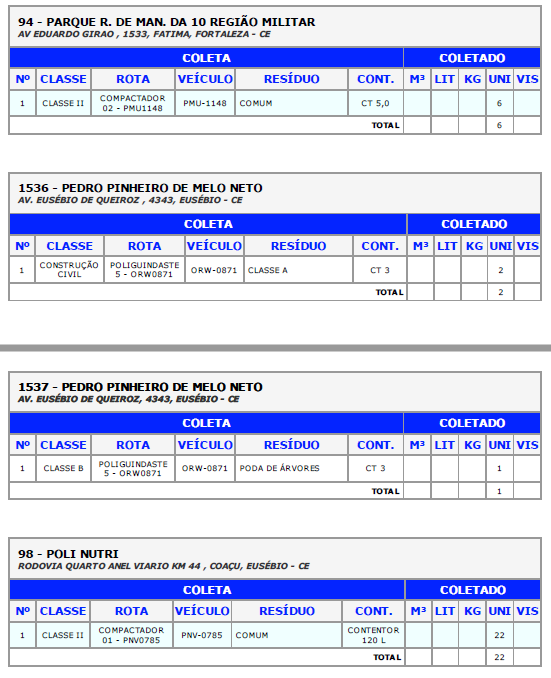 94 - PARQUE R. DE MAN. DA 10 REGIÃO MILITAR
AV EDUARDO GIRAO , 1533, FATIMA, FORTALEZA - CE
COLETA COLETADO
Nº CLASSE ROTA VEÍCULO RESÍDUO CONT. M³ LIT KG UNI VIS
1 CLASSE II COMPACTADOR 02 - PMU1148 PMU-1148 COMUM CT 5,0 6
TOTAL 6
1536 - PEDRO PINHEIRO DE MELO NETO
AV. EUSÉBIO DE QUEIROZ , 4343, EUSÉBIO - CE
COLETA COLETADO
Nº CLASSE ROTA VEÍCULO RESÍDUO CONT. M³ LIT KG UNI VIS
1 CONSTRUÇÃO CIVIL POLIGUINDASTE 5 - ORW0871 ORW-0871 CLASSE A CT 3 2
TOTAL 2
1537 - PEDRO PINHEIRO DE MELO NETO
AV. EUSÉBIO DE QUEIROZ, 4343, EUSÉBIO - CE
COLETA COLETADO
Nº CLASSE ROTA VEÍCULO RESÍDUO CONT. M³ LIT KG UNI VIS
1 CLASSE B POLIGUINDASTE 5 - ORW0871 ORW-0871 PODA DE ÁRVORES CT 3 1
TOTAL 1
98 - POLI NUTRI
RODOVIA QUARTO ANEL VIARIO KM 44 , COAÇU, EUSÉBIO - CE
COLETA COLETADO
Nº CLASSE ROTA VEÍCULO RESÍDUO CONT. M³ LIT KG UNI VIS
1 CLASSE II COMPACTADOR 01 - PNV0785 PNV-0785 COMUM CONTENTOR 120 L 22
TOTAL 22